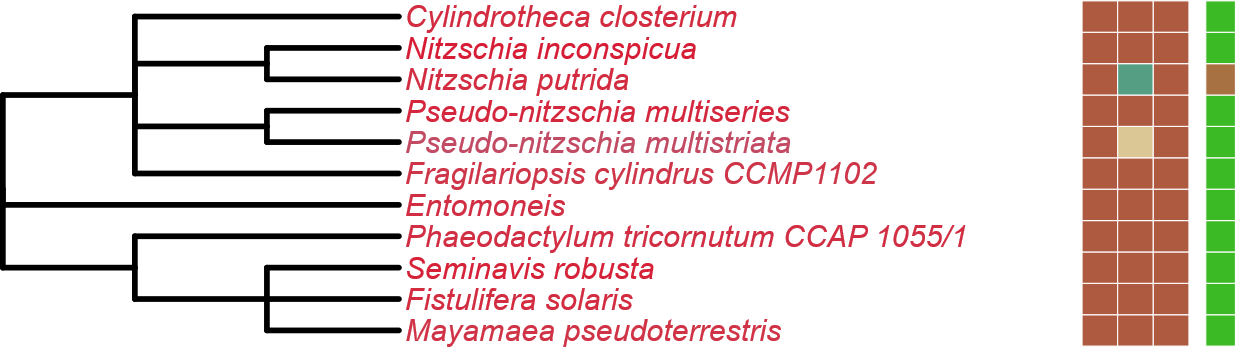 Cylindrotheca closterium
Nitzschia inconspicua
Nitzschia putrida
Pseudo-nitzschia multiseries
Pseudo-nitzschia multistriata
Fragilariopsis cylindrus CCMP1102
Entomoneis
Phaeodactylum tricornutum CCAP 1055/1
Seminavis robusta
Fistulifera solaris
Mayamaea pseudoterrestris